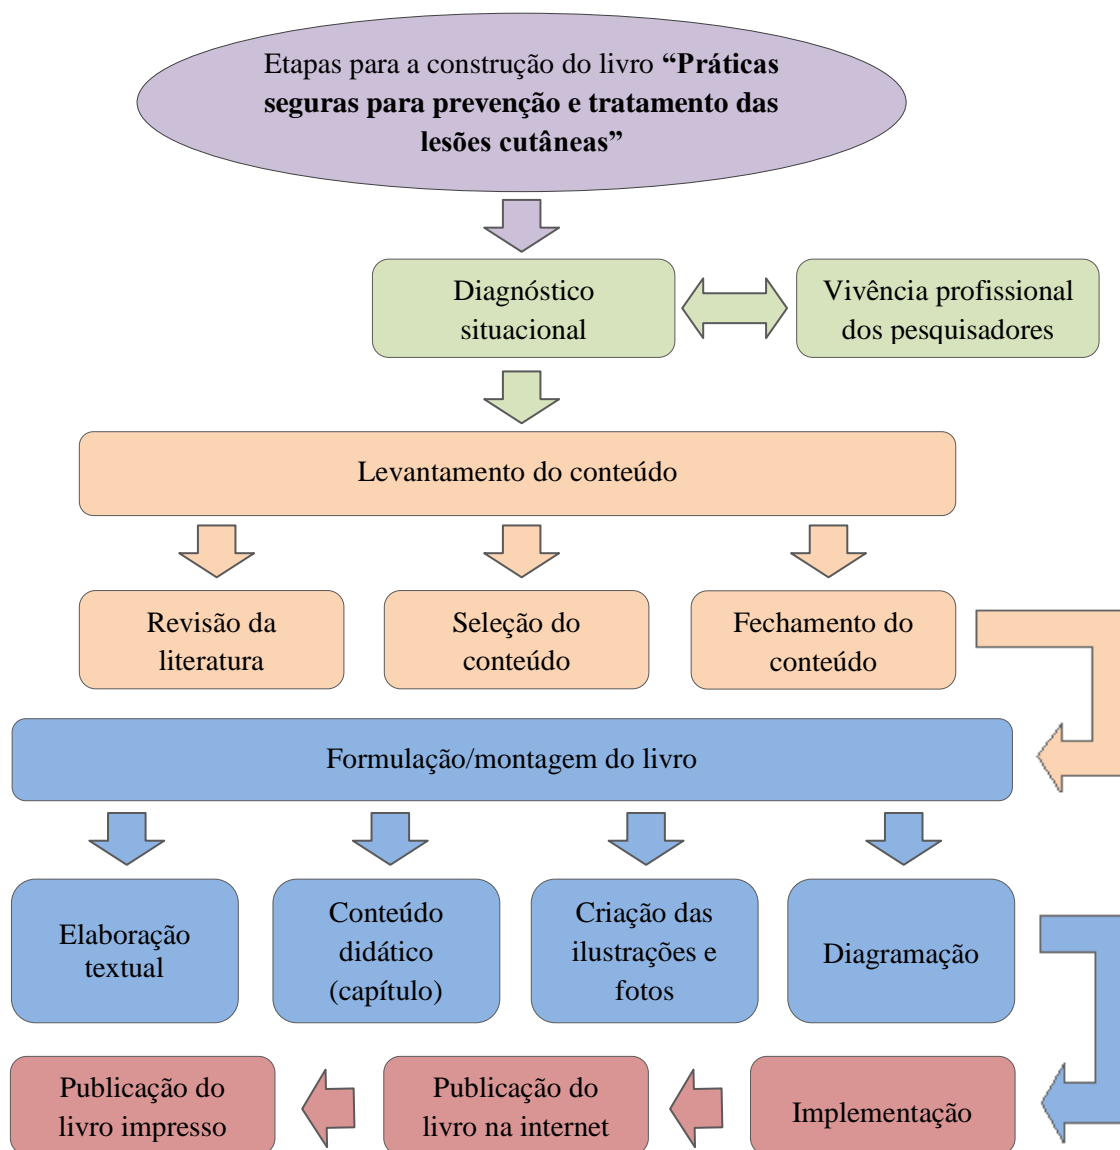 Etapas para a construção do livro “Práticas
seguras para prevenção e tratamento das
lesões cutâneas”
Diagnóstico
situacional
Vivência profissional
dos pesquisadores
Levantamento do conteúdo
Revisão da
literatura
Seleção do
conteúdo
Fechamento do
conteúdo
Formulação/montagem do livro
Elaboração
textual
Conteúdo
didático
(capítulo)
Criação das
ilustrações e
fotos
Diagramação
Publicação do
livro impresso
Publicação do
livro na internet
Implementação